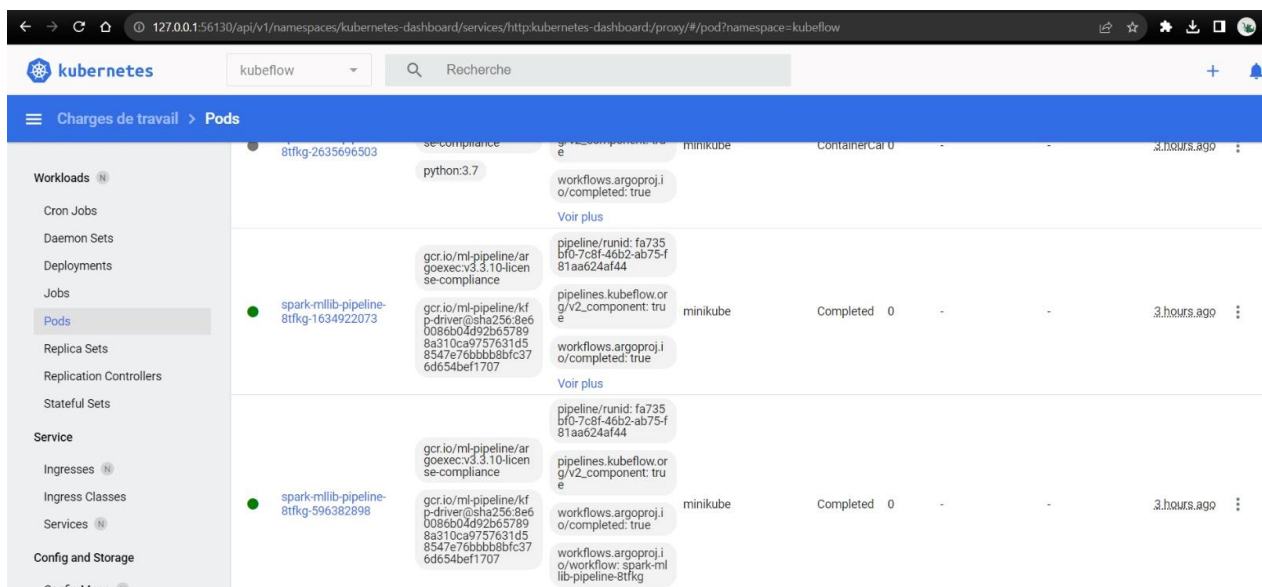 127.0.0.1:56130/api/v1/namespaces/kubernetes-dashboard/services/http:kubernetes-dashboard:/proxy/#/pod?namespace=kubeflow
kubernetes
kubeflow
Recherche
Charges de travail > Pods
Workloads N
Cron Jobs
Daemon Sets
Deployments
Jobs
Pods
Replica Sets
Replication Controllers
Stateful Sets
Service
Ingresses N
Ingress Classes
Services N
Config and Storage
8tfkg-2635696503
se-compliance
python:3.7
e
workflows.argoproj.i
o/completed: true
Voir plus
minikube
ContainerCar 0
-
-
3 hours ago
spark-mllib-pipeline-
8tfkg-1634922073
gcr.io/ml-pipeline/ar
goexec:v3.3.10-licen
se-compliance
gcr.io/ml-pipeline/kf
p-driver@sha256:8e6
0086b04d92b65789
8a310ca9757631d5
8547e76bbbb8bfc37
6d654bef1707
pipeline/runid: fa735
bf0-7c8f-46b2-ab75-f
81aa624af44
pipelines.kubeflow.or
g/v2_component: tru
e
workflows.argoproj.i
o/completed: true
Voir plus
minikube
Completed 0
-
-
3 hours ago
spark-mllib-pipeline-
8tfkg-596382898
gcr.io/ml-pipeline/ar
goexec:v3.3.10-licen
se-compliance
gcr.io/ml-pipeline/kf
p-driver@sha256:8e6
0086b04d92b65789
8a310ca9757631d5
8547e76bbbb8bfc37
6d654bef1707
pipeline/runid: fa735
bf0-7c8f-46b2-ab75-f
81aa624af44
pipelines.kubeflow.or
g/v2_component: tru
e
workflows.argoproj.i
o/completed: true
workflows.argoproj.i
o/workflow: spark-ml
lib-pipeline-8tfkg
minikube
Completed 0
-
-
3 hours ago